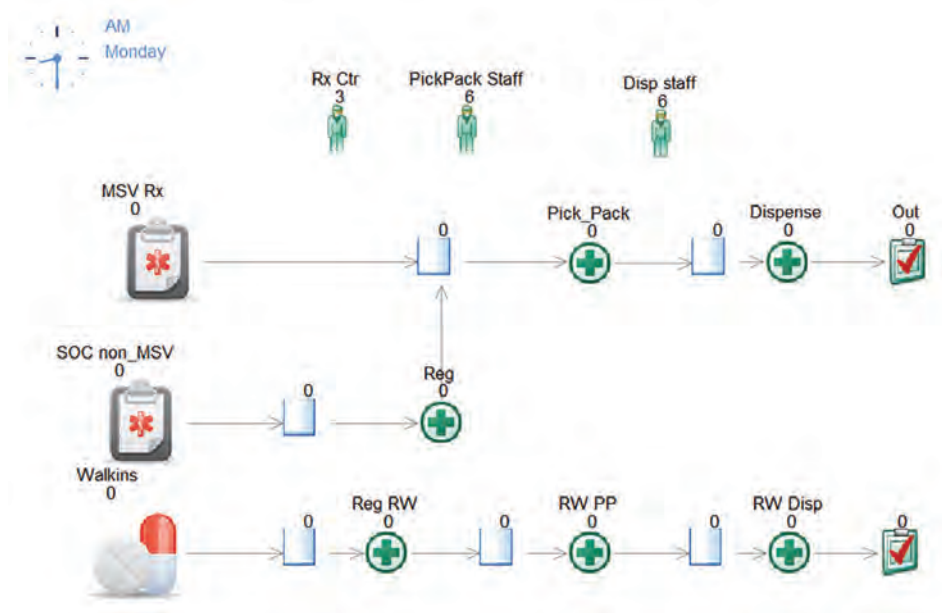 AM
Monday
Rx Ctr
3
PickPack Staff
6
Disp staff
6
MSV Rx
0
0
Pick_Pack
0
0
Dispense
0
Out
0
SOC non_MSV
0
0
Reg
0
Walkins
0
0
Reg RW
0
0
RW PP
0
0
RW Disp
0
0